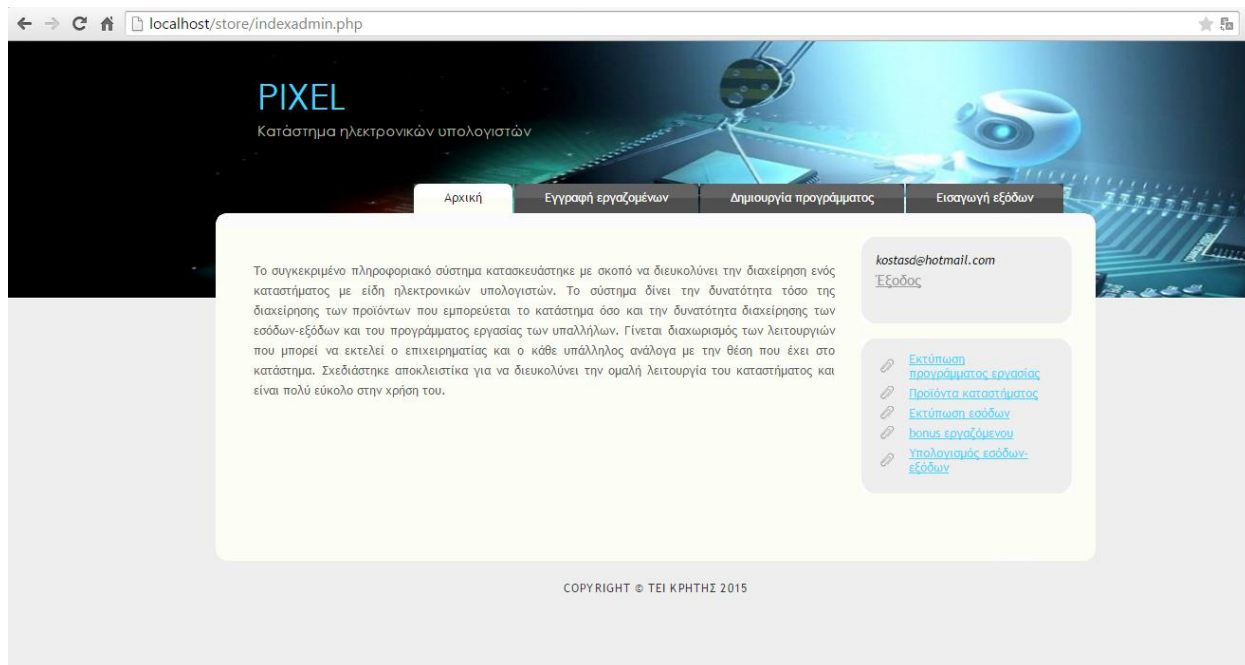 localhost/store/indexadmin.php
PIXEL
Κατάστημα ηλεκτρονικών υπολογιστών
Αρχική
Εγγραφή εργαζομένων
Δημιουργία προγράμματος
Εισαγωγή εξόδων
Το συγκεκριμένο πληροφοριακό σύστημα κατασκευάστηκε με σκοπό να διευκολύνει την διαχείρηση ενός
καταστήματος με είδη ηλεκτρονικών υπολογιστών. Το σύστημα δίνει την δυνατότητα τόσο της
διαχείρησης των προϊόντων που εμπορεύεται το κατάστημα όσο και την δυνατότητα διαχείρησης των
εσόδων-εξόδων και του προγράμματος εργασίας των υπαλλήλων. Γίνεται διαχωρισμός των λειτουργιών
που μπορεί να εκτελεί ο επιχειρηματίας και ο κάθε υπάλληλος ανάλογα με την θέση που έχει στο
κατάστημα. Σχεδιάστηκε αποκλειστίκα για να διευκολύνει την ομαλή λειτουργία του καταστήματος και
είναι πολύ εύκολο στην χρήση του.
kostasd@hotmail.com
Έξοδος
Εκτύπωση
προγράμματος εργασίας
Προϊόντα καταστήματος
Εκτύπωση εσόδων
bonus εργαζόμενου
Υπολογισμός εσόδων-
εξόδων
COPYRIGHT © ΤΕΙ ΚΡΗΤΗΣ 2015